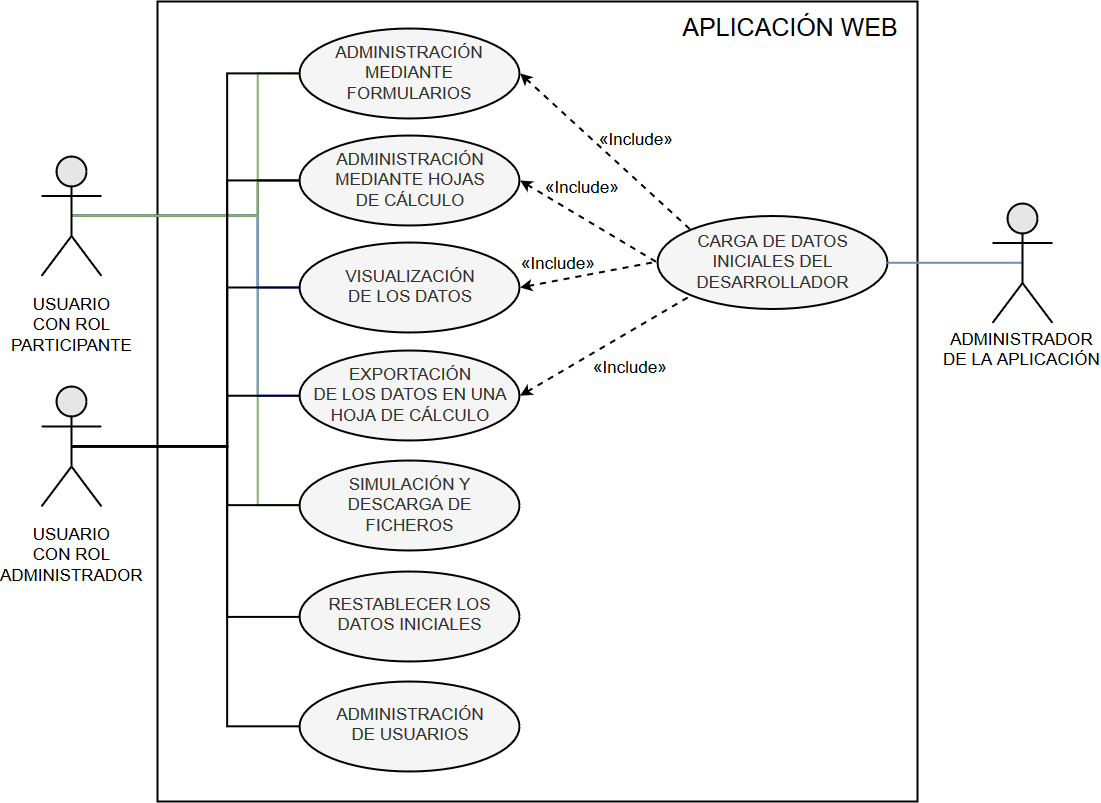 APLICACIÓN WEB
ADMINISTRACIÓN
MEDIANTE
FORMULARIOS
«Include»
ADMINISTRACIÓN
MEDIANTE HOJAS
DE CÁLCULO
«Include»
VISUALIZACIÓN
DE LOS DATOS
«Include»
CARGA DE DATOS
INICIALES DEL
DESARROLLADOR
USUARIO
CON ROL
PARTICIPANTE
ADMINISTRADOR
DE LA APLICACIÓN
EXPORTACIÓN
DE LOS DATOS EN UNA
HOJA DE CÁLCULO
«Include»
SIMULACIÓN Y
DESCARGA DE
FICHEROS
USUARIO
CON ROL
ADMINISTRADOR
RESTABLECER LOS
DATOS INICIALES
ADMINISTRACIÓN
DE USUARIOS